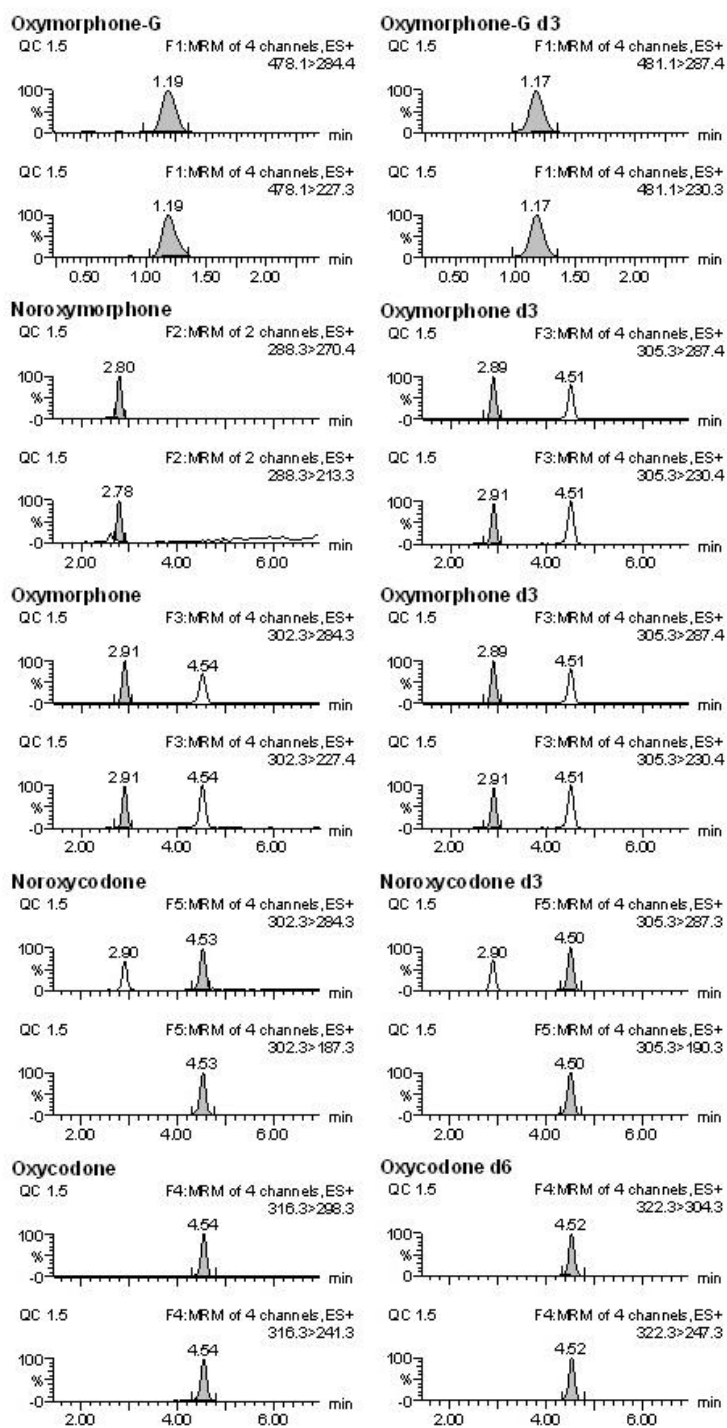 Oxymorphone-G
QC 1.5 F1:MRM of 4 channels,ES+
478.1>284.4
1.19
100
%
0
min
QC 1.5 F1:MRM of 4 channels,ES+
478.1>227.3
1.19
100
%
0
min
0.50 1.00 1.50 2.00
Oxymorphone-G d3
QC 1.5 F1:MRM of 4 channels,ES+
481.1>287.4
1.17
100
%
0
min
QC 1.5 F1:MRM of 4 channels,ES+
481.1>230.3
1.17
100
%
0
min
0.50 1.00 1.50 2.00
Noroxymorphone
QC 1.5 F2:MRM of 2 channels,ES+
288.3>270.4
2.80
100
%
-0
min
QC 1.5 F2:MRM of 2 channels,ES+
288.3>213.3
2.78
100
%
-0
min
2.00 4.00 6.00
Oxymorphone d3
QC 1.5 F3:MRM of 4 channels,ES+
305.3>287.4
2.89 4.51
100
%
-0
min
QC 1.5 F3:MRM of 4 channels,ES+
305.3>230.4
2.91 4.51
100
%
-0
min
2.00 4.00 6.00
Oxymorphone
QC 1.5 F3:MRM of 4 channels,ES+
302.3>284.3
2.91 4.54
100
%
-0
min
QC 1.5 F3:MRM of 4 channels,ES+
302.3>227.4
2.91 4.54
100
%
-0
min
2.00 4.00 6.00
Oxymorphone d3
QC 1.5 F3:MRM of 4 channels,ES+
305.3>287.4
2.89 4.51
100
%
-0
min
QC 1.5 F3:MRM of 4 channels,ES+
305.3>230.4
2.91 4.51
100
%
-0
min
2.00 4.00 6.00
Noroxycodone
QC 1.5 F5:MRM of 4 channels,ES+
302.3>284.3
2.90 4.53
100
%
0
min
QC 1.5 F5:MRM of 4 channels,ES+
302.3>187.3
4.53
100
%
-0
min
2.00 4.00 6.00
Noroxycodone d3
QC 1.5 F5:MRM of 4 channels,ES+
305.3>287.3
2.90 4.50
100
%
0
min
QC 1.5 F5:MRM of 4 channels,ES+
305.3>190.3
4.50
100
%
-0
min
2.00 4.00 6.00
Oxycodone
QC 1.5 F4:MRM of 4 channels,ES+
316.3>298.3
4.54
100
%
-0
min
QC 1.5 F4:MRM of 4 channels,ES+
316.3>241.3
4.54
100
%
-0
min
2.00 4.00 6.00
Oxycodone d6
QC 1.5 F4:MRM of 4 channels,ES+
322.3>304.3
4.52
100
%
0
min
QC 1.5 F4:MRM of 4 channels,ES+
322.3>247.3
4.52
100
%
-0
min
2.00 4.00 6.00